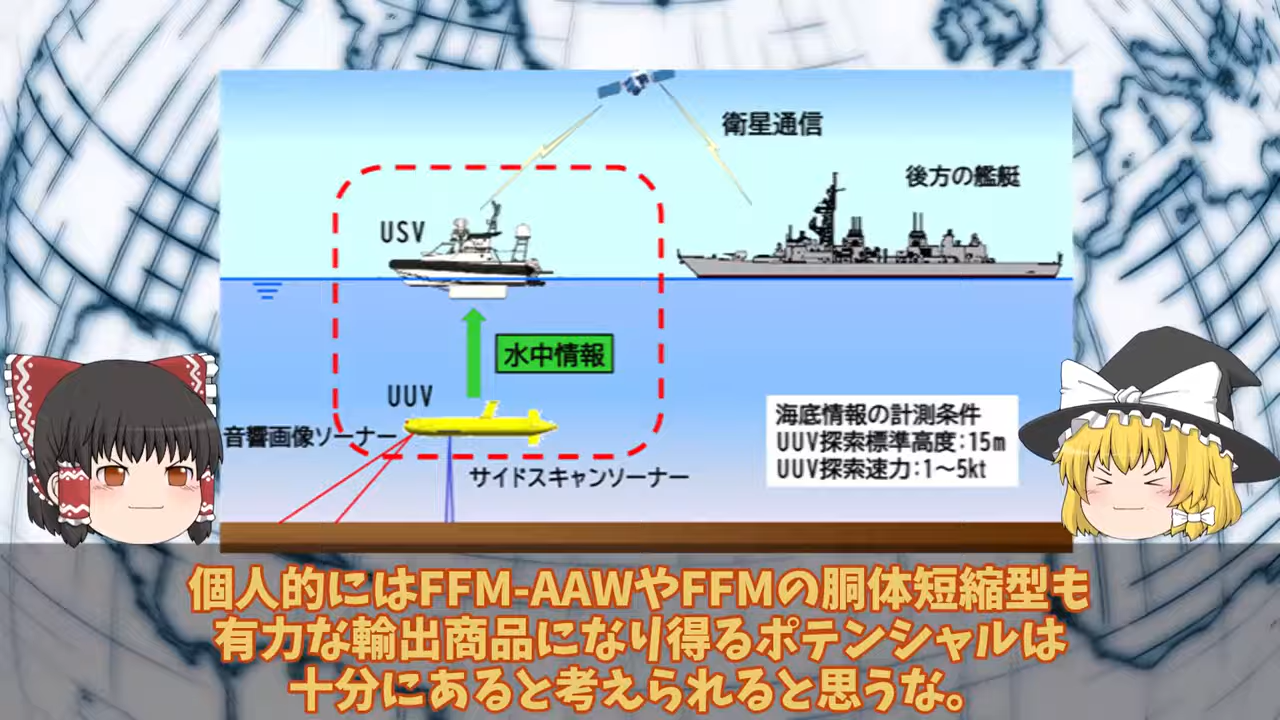 衛星通信
後方の艦艇
USV
水中情報
UUV
音響画像ソーナー
サイドスキャンソーナー
海底情報の計測条件
UUV探索標準高度:15m
UUV探索速力:1~5kt
個人的にはFFM-AAWやFFMの胴体短縮型も
有力な輸出商品になり得るポテンシャルは
十分にあると考えられると思うな。